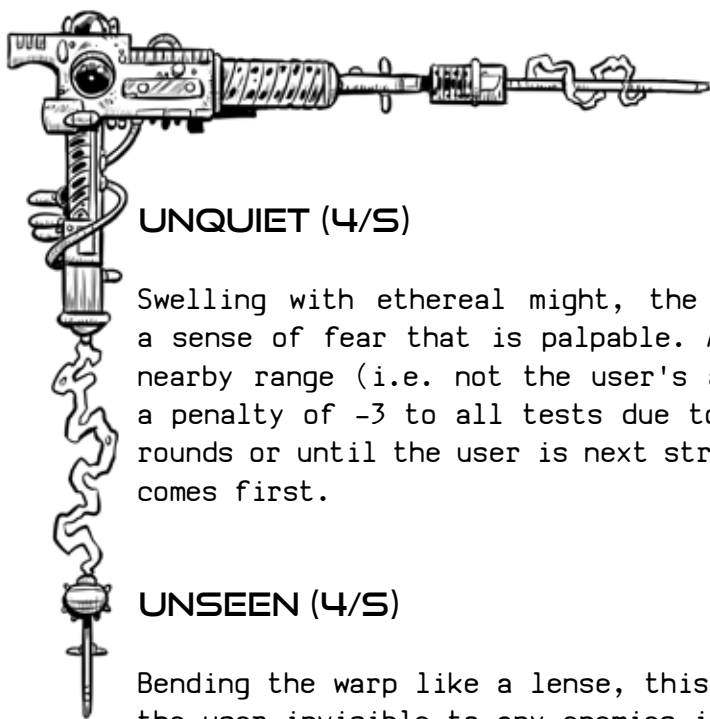 UNQUIET (4/S)
Swelling with ethereal might, the
a sense of fear that is palpable.
nearby range (i.e. not the user's
a penalty of -3 to all tests due to
rounds or until the user is next
comes first.
UNSEEN (4/S)
Bending the warp like a lense, this
the user invisible to any enemies